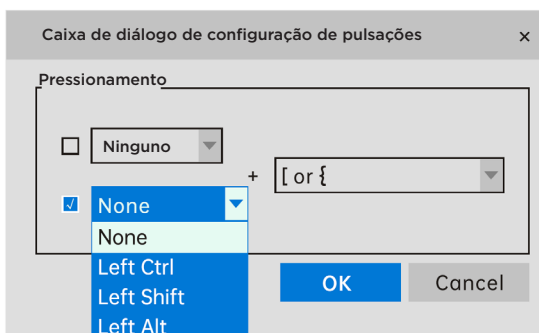 Caixa de diálogo de configuração de pulsações ×
Pressionamento
Ninguno
+ [ or {
None
None
Left Ctrl
Left Shift
Left Alt
OK Cancel